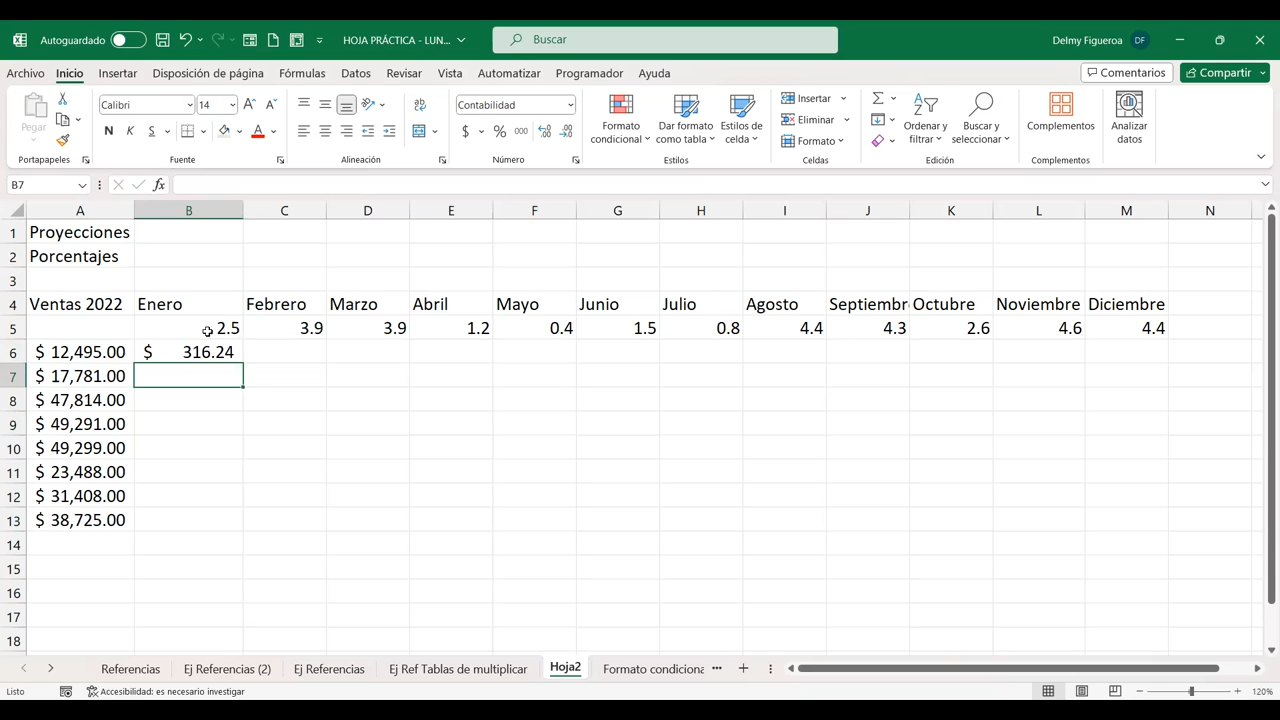 Autoguardado
HOJA PRÁCTICA - LUN...
Buscar
Delmy Figueroa DF
Archivo Inicio Insertar Disposición de página Fórmulas Datos Revisar Vista Automatizar Programador Ayuda
Comentarios Compartir
Pegar
Portapapeles
Calibri 14
N K S
Fuente
Alineación
Contabilidad
$ % 000
Número
Formato condicional
Dar formato como tabla
Estilos de celda
Estilos
Insertar
Eliminar
Formato
Celdas
Ordenar y filtrar
Buscar y seleccionar
Edición
Complementos
Complementos
Analizar datos
B7 fx
A B C D E F G H I J K L M N
1 Proyecciones
2 Porcentajes
3
4 Ventas 2022 Enero Febrero Marzo Abril Mayo Junio Julio Agosto Septiembr Octubre Noviembre Diciembre
5 2.5 3.9 3.9 1.2 0.4 1.5 0.8 4.4 4.3 2.6 4.6 4.4
6 $ 12,495.00 $ 316.24
7 $ 17,781.00
8 $ 47,814.00
9 $ 49,291.00
10 $ 49,299.00
11 $ 23,488.00
12 $ 31,408.00
13 $ 38,725.00
14
15
16
17
18
Referencias Ej Referencias (2) Ej Referencias Ej Ref Tablas de multiplicar Hoja2 Formato condiciona ...
Listo Accesibilidad: es necesario investigar 120%